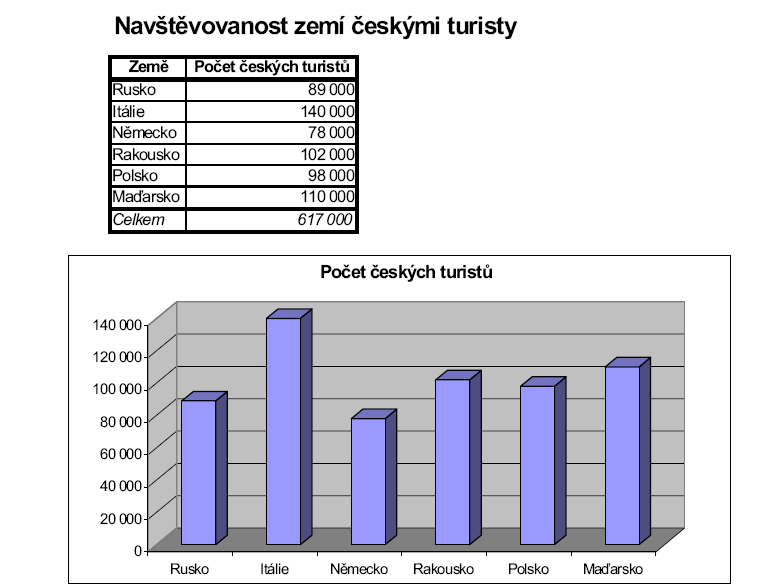 Navštěvovanost zemí českými turisty
Země Počet českých turistů
Rusko 89 000
Itálie 140 000
Německo 78 000
Rakousko 102 000
Polsko 98 000
Maďarsko 110 000
Celkem 617 000
Počet českých turistů
140 000
120 000
100 000
80 000
60 000
40 000
20 000
0
Rusko Itálie Německo Rakousko Polsko Maďarsko